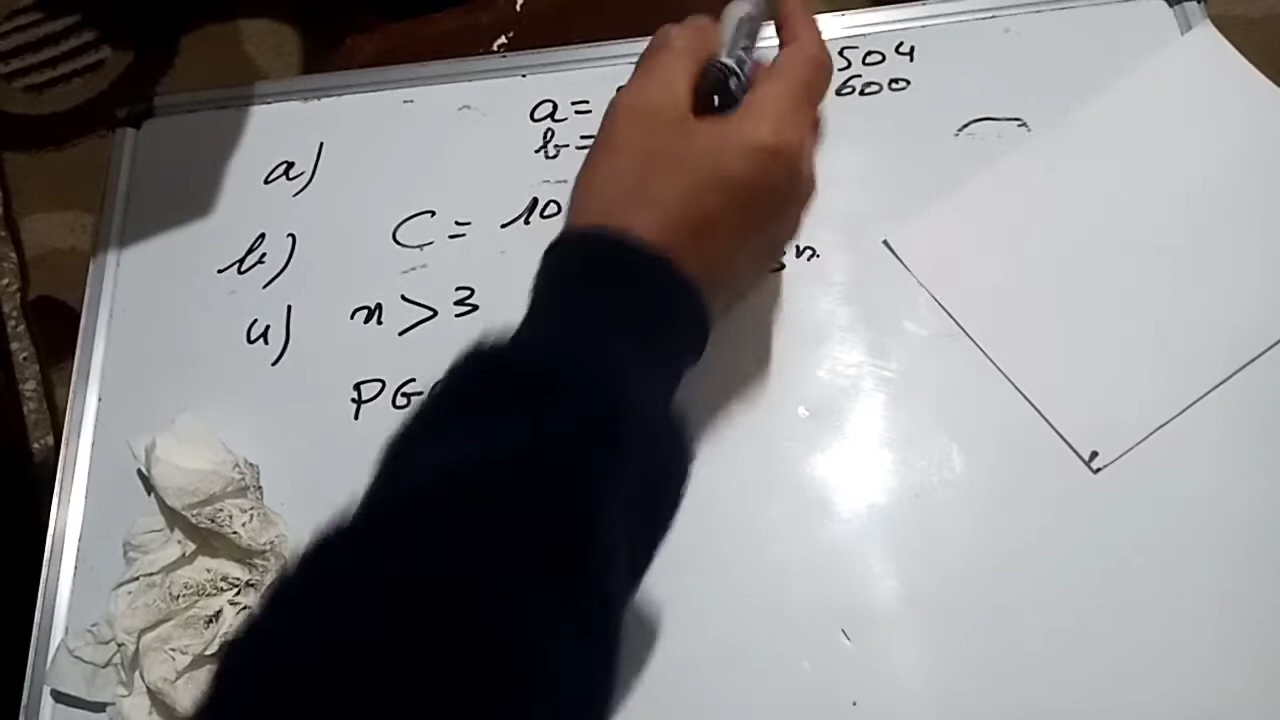 a= 504
b= 600
a)
b) C= 10
a) n>3
PG